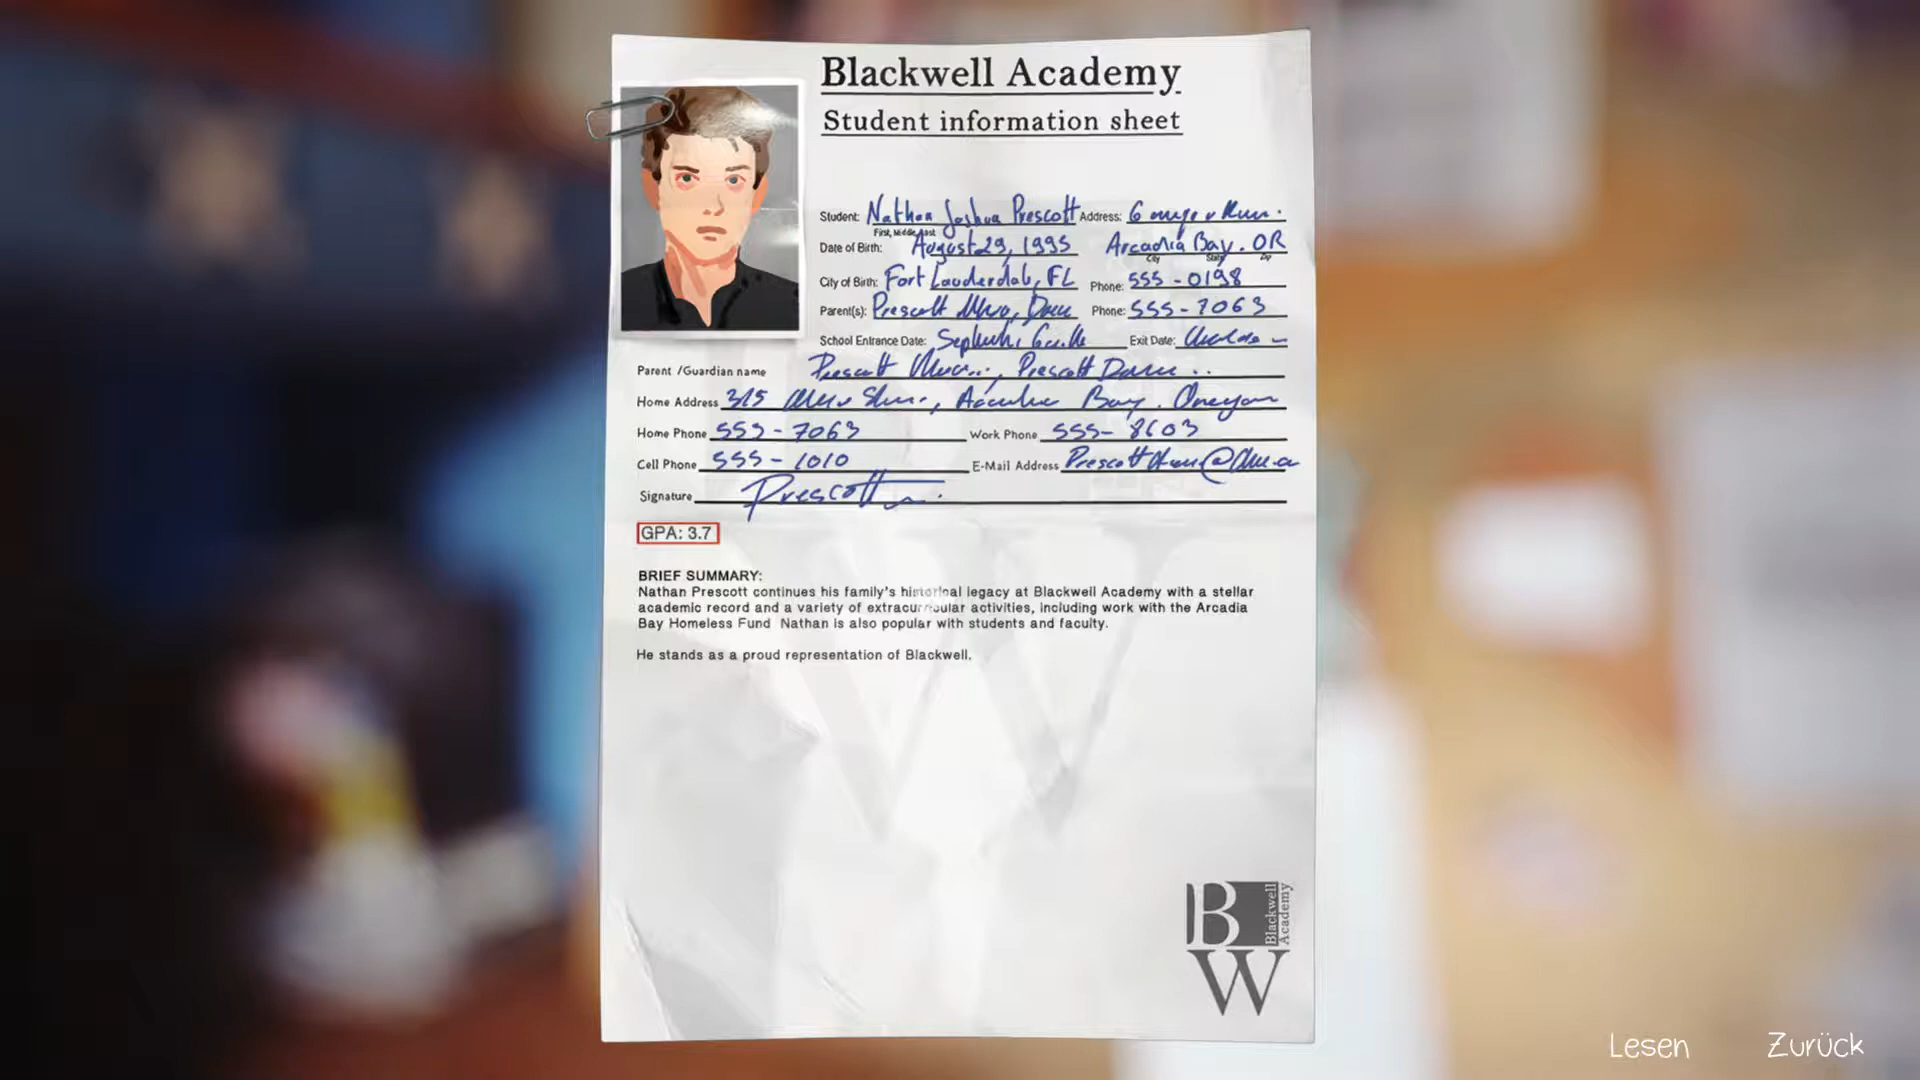 Blackwell Academy
Student information sheet
Student: Nathan Joshua Prescott Address:
First, Middle, Last
Date of Birth: August 29, 1995 Arcadia Bay. OR
City State Zip
City of Birth: Fort Lauderdale, FL Phone: 555-0198
Parent(s): Prescott Phone: 555-7063
School Entrance Date: Exit Date:
Parent /Guardian name Prescott Prescott
Home Address 315 Bay. Oregon
Home Phone 555-7063 Work Phone 555-8603
Cell Phone 555-1010 E-Mail Address
Signature Prescott
GPA: 3.7
BRIEF SUMMARY:
Nathan Prescott continues his family's historical legacy at Blackwell Academy with a stellar
academic record and a variety of extracurricular activities, including work with the Arcadia
Bay Homeless Fund Nathan is also popular with students and faculty.
He stands as a proud representation of Blackwell.
B
Blackwell
Academy
W
Lesen Zurück